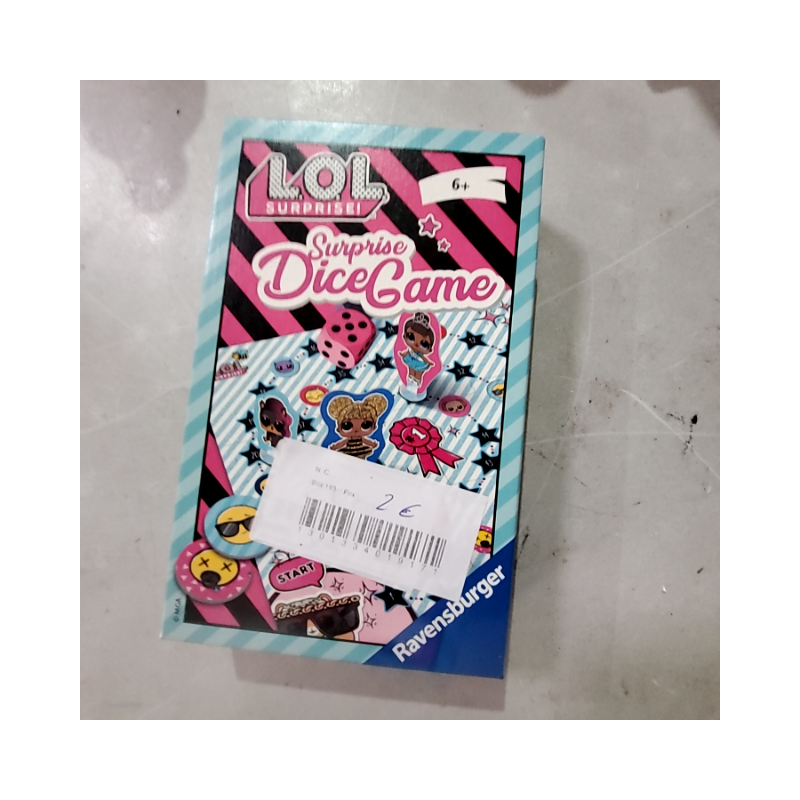 L.O.L.
SURPRISE!
6+
Surprise
DiceGame
N.C.
2 €
START
Ravensburger
© MGA